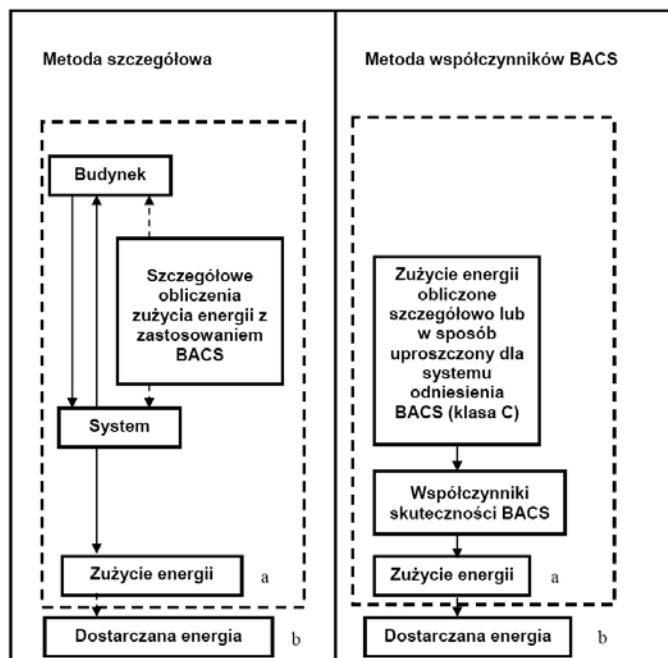 Metoda szczegółowa
Budynek
Szczegółowe
obliczenia
zużycia energii z
zastosowaniem
BACS
System
Zużycie energii a
Dostarczana energia b
Metoda współczynników BACS
Zużycie energii
obliczone
szczegółowo lub
w sposób
uproszczony dla
systemu
odniesienia
BACS (klasa C)
Współczynniki
skuteczności BACS
Zużycie energii a
Dostarczana energia b